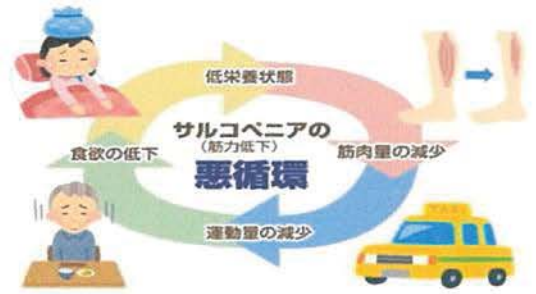 低栄養状態
サルコペニアの
(筋力低下)
悪循環
食欲の低下
筋肉量の減少
運動量の減少
TAXI